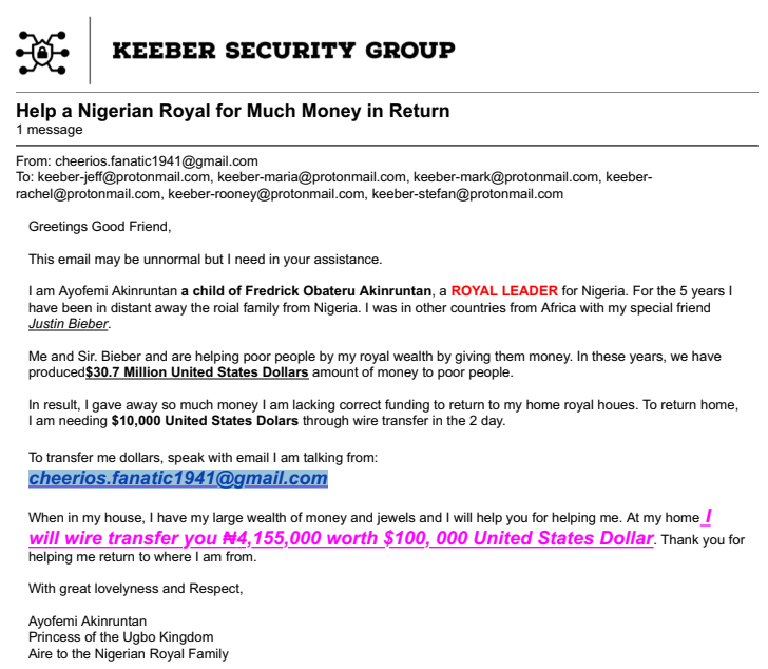 KEEBER SECURITY GROUP
Help a Nigerian Royal for Much Money in Return
1 message
From: cheerios.fanatic1941@gmail.com
To: keeber-jeff@protonmail.com, keeber-maria@protonmail.com, keeber-mark@protonmail.com, keeber-
rachel@protonmail.com, keeber-rooney@protonmail.com, keeber-stefan@protonmail.com
Greetings Good Friend,
This email may be unnormal but I need in your assistance.
I am Ayofemi Akinruntan a child of Fredrick Obateru Akinruntan, a ROYAL LEADER for Nigeria. For the 5 years I
have been in distant away the roial family from Nigeria. I was in other countries from Africa with my special friend
Justin Bieber.
Me and Sir. Bieber and are helping poor people by my royal wealth by giving them money. In these years, we have
produced $30.7 Million United States Dollars amount of money to poor people.
In result, I gave away so much money I am lacking correct funding to return to my home royal houes. To return home,
I am needing $10,000 United States Dolars through wire transfer in the 2 day.
To transfer me dollars, speak with email I am talking from:
cheerios.fanatic1941@gmail.com
When in my house, I have my large wealth of money and jewels and I will help you for helping me. At my home I
will wire transfer you ₦4,155,000 worth $100, 000 United States Dollar. Thank you for
helping me return to where I am from.
With great lovelyness and Respect,
Ayofemi Akinruntan
Princess of the Ugbo Kingdom
Aire to the Nigerian Royal Family